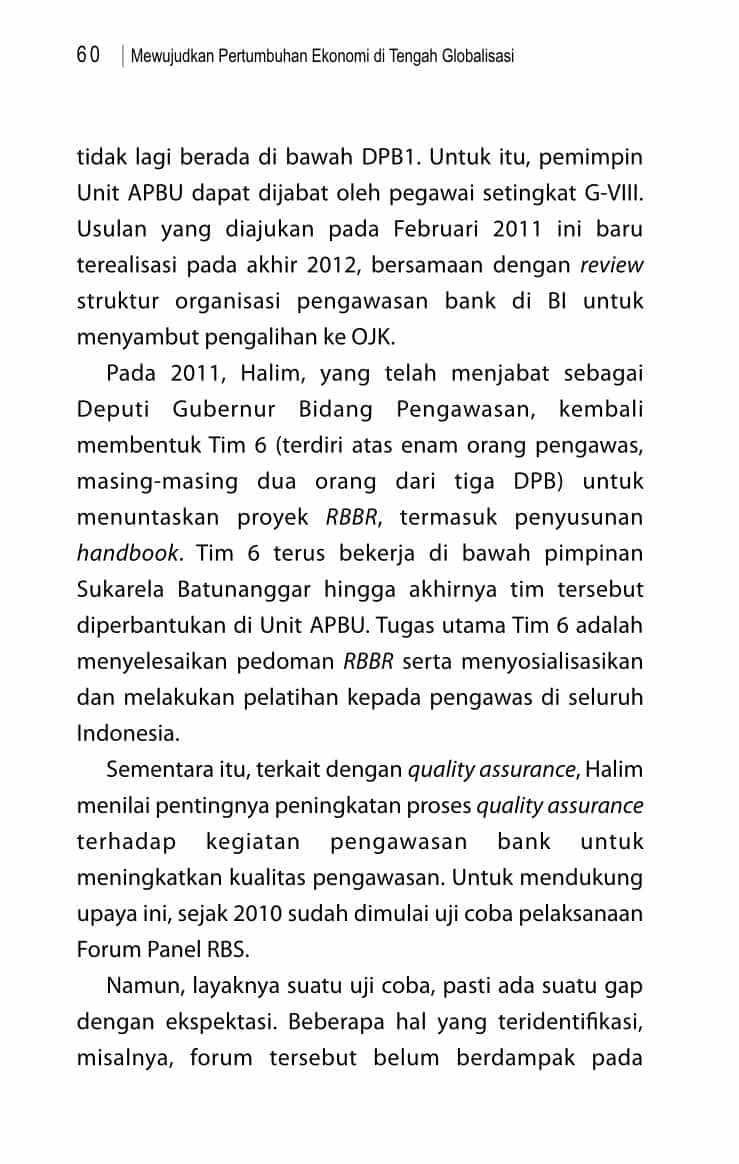 60 | Mewujudkan Pertumbuhan Ekonomi di Tengah Globalisasi
tidak lagi berada di bawah DPB1. Untuk itu, pemimpin
Unit APBU dapat dijabat oleh pegawai setingkat G-VIII.
Usulan yang diajukan pada Februari 2011 ini baru
terealisasi pada akhir 2012, bersamaan dengan review
struktur organisasi pengawasan bank di BI untuk
menyambut pengalihan ke OJK.
Pada 2011, Halim, yang telah menjabat sebagai
Deputi Gubernur Bidang Pengawasan, kembali
membentuk Tim 6 (terdiri atas enam orang pengawas,
masing-masing dua orang dari tiga DPB) untuk
menuntaskan proyek RBBR, termasuk penyusunan
handbook. Tim 6 terus bekerja di bawah pimpinan
Sukarela Batunanggar hingga akhirnya tim tersebut
diperbantukan di Unit APBU. Tugas utama Tim 6 adalah
menyelesaikan pedoman RBBR serta menyosialisasikan
dan melakukan pelatihan kepada pengawas di seluruh
Indonesia.
Sementara itu, terkait dengan quality assurance, Halim
menilai pentingnya peningkatan proses quality assurance
terhadap kegiatan pengawasan bank untuk
meningkatkan kualitas pengawasan. Untuk mendukung
upaya ini, sejak 2010 sudah dimulai uji coba pelaksanaan
Forum Panel RBS.
Namun, layaknya suatu uji coba, pasti ada suatu gap
dengan ekspektasi. Beberapa hal yang teridentifikasi,
misalnya, forum tersebut belum berdampak pada